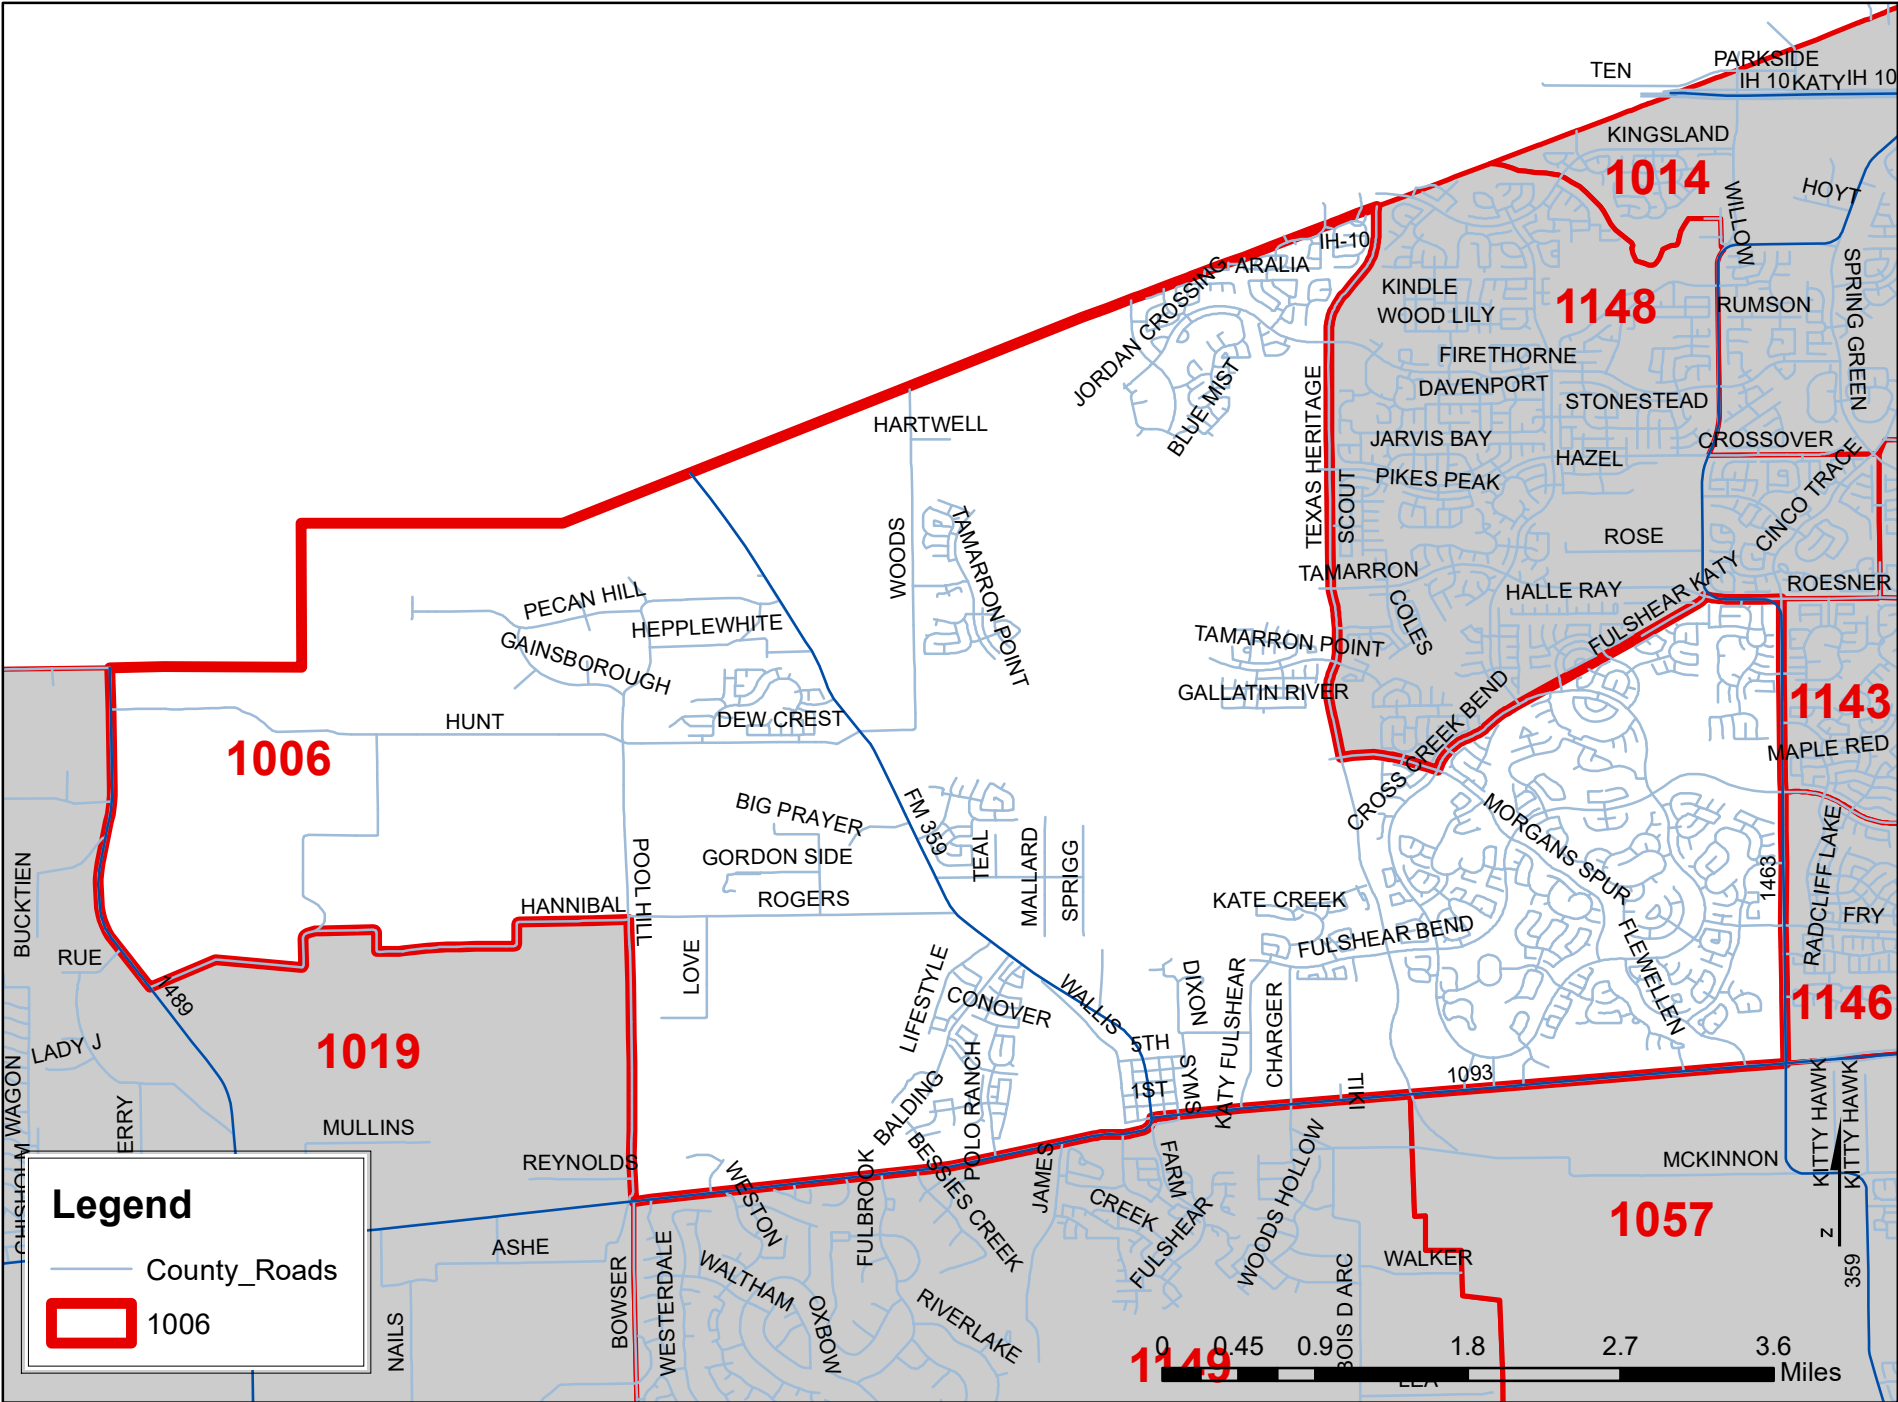 TEN
PARKSIDE
IH 10
KATY
IH 10
KINGSLAND
1014
WILLOW
HOYT
IH-10
ARALIA
JORDAN CROSSING
BLUE MIST
KINDLE
WOOD LILY
1148
RUMSON
SPRING GREEN
FIRETHORNE
DAVENPORT
STONESTEAD
TEXAS HERITAGE
SCOUT
JARVIS BAY
HAZEL
CROSSOVER
CINCO TRACE
PIKES PEAK
HARTWELL
WOODS
TAMARRON POINT
ROSE
TAMARRON
COLES
HALLE RAY
FULSHEAR KATY
ROESNER
PECAN HILL
HEPPLEWHITE
GAINSBOROUGH
TAMARRON POINT
GALLATIN RIVER
DEW CREST
HUNT
1006
CROSS CREEK BEND
1143
MAPLE RED
BIG PRAYER
FM 359
TEAL
MALLARD
SPRIGG
GORDON SIDE
ROGERS
POOL HILL
HANNIBAL
MORGANS SPUR
1463
RADCLIFF LAKE
FRY
BUCKTIEN
RUE
1489
LOVE
KATE CREEK
FULSHEAR BEND
FLEWELLEN
LIFESTYLE
CONOVER
WALLIS
DIXON
KATY FULSHEAR
CHARGER
1146
LADY J
1019
5TH
1ST
SYMS
TIKI
1093
CHISHOLM WAGON
ERRY
MULLINS
BALDING
POLO RANCH
KITTY HAWK
KITTY HAWK
REYNOLDS
WESTON
FULBROOK
BESSIES CREEK
JAMES
FARM
WOODS HOLLOW
MCKINNON
CREEK
FULSHEAR
1057
ASHE
BOWSER
WESTERDALE
WALTHAM
OXBOW
RIVERLAKE
BOIS D ARC
WALKER
Z
359
NAILS
1149
LEA
Legend
County_Roads
1006
0 0.45 0.9 1.8 2.7 3.6
Miles